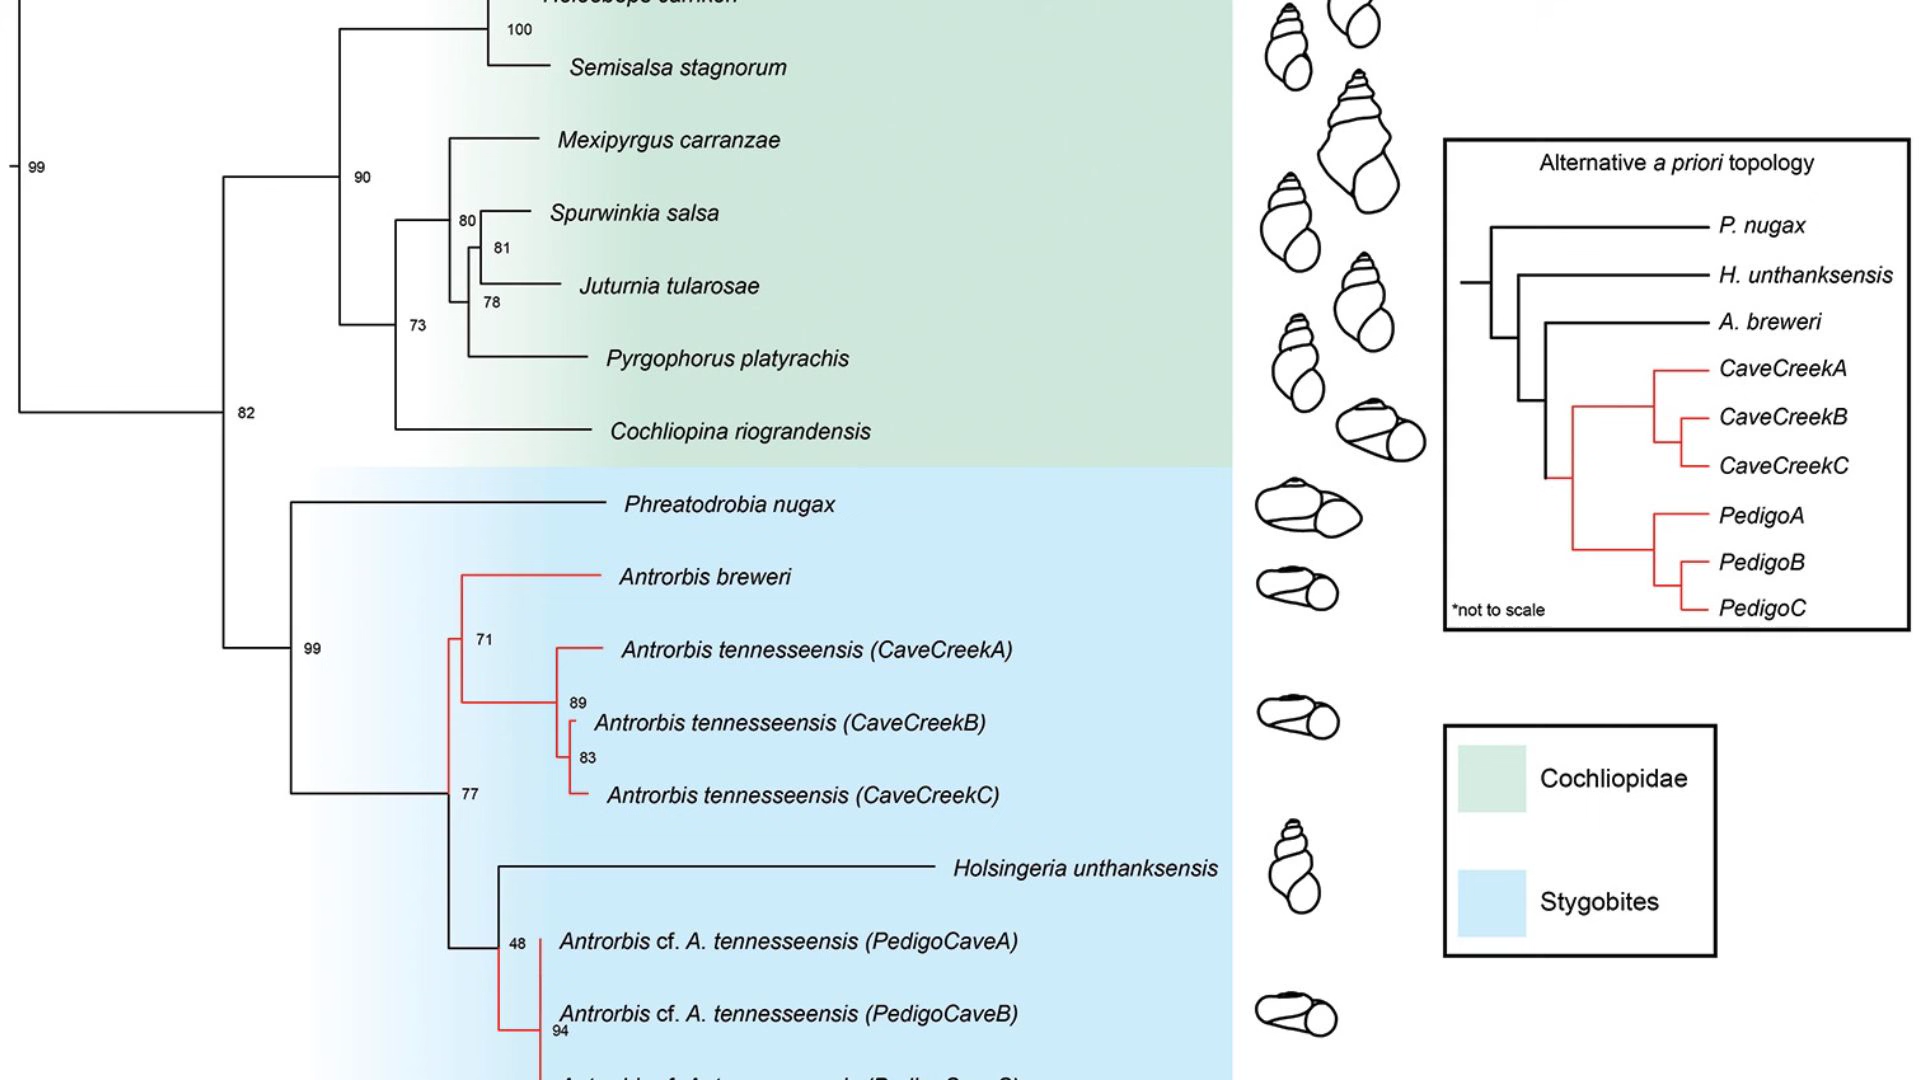 100
Semisalsa stagnorum
Mexipyrgus carranzae
99
90
Spurwinkia salsa
80
81
Juturnia tularosae
78
73
Pyrgophorus platyrachis
82
Cochliopina riograndensis
Phreatodrobia nugax
Antrorbis breweri
71
99
Antrorbis tennesseensis (CaveCreekA)
89
Antrorbis tennesseensis (CaveCreekB)
83
77
Antrorbis tennesseensis (CaveCreekC)
Holsingeria unthanksensis
48
Antrorbis cf. A. tennesseensis (PedigoCaveA)
Antrorbis cf. A. tennesseensis (PedigoCaveB)
94
Alternative a priori topology
P. nugax
H. unthanksensis
A. breweri
CaveCreekA
CaveCreekB
CaveCreekC
PedigoA
PedigoB
PedigoC
*not to scale
Cochliopidae
Stygobites